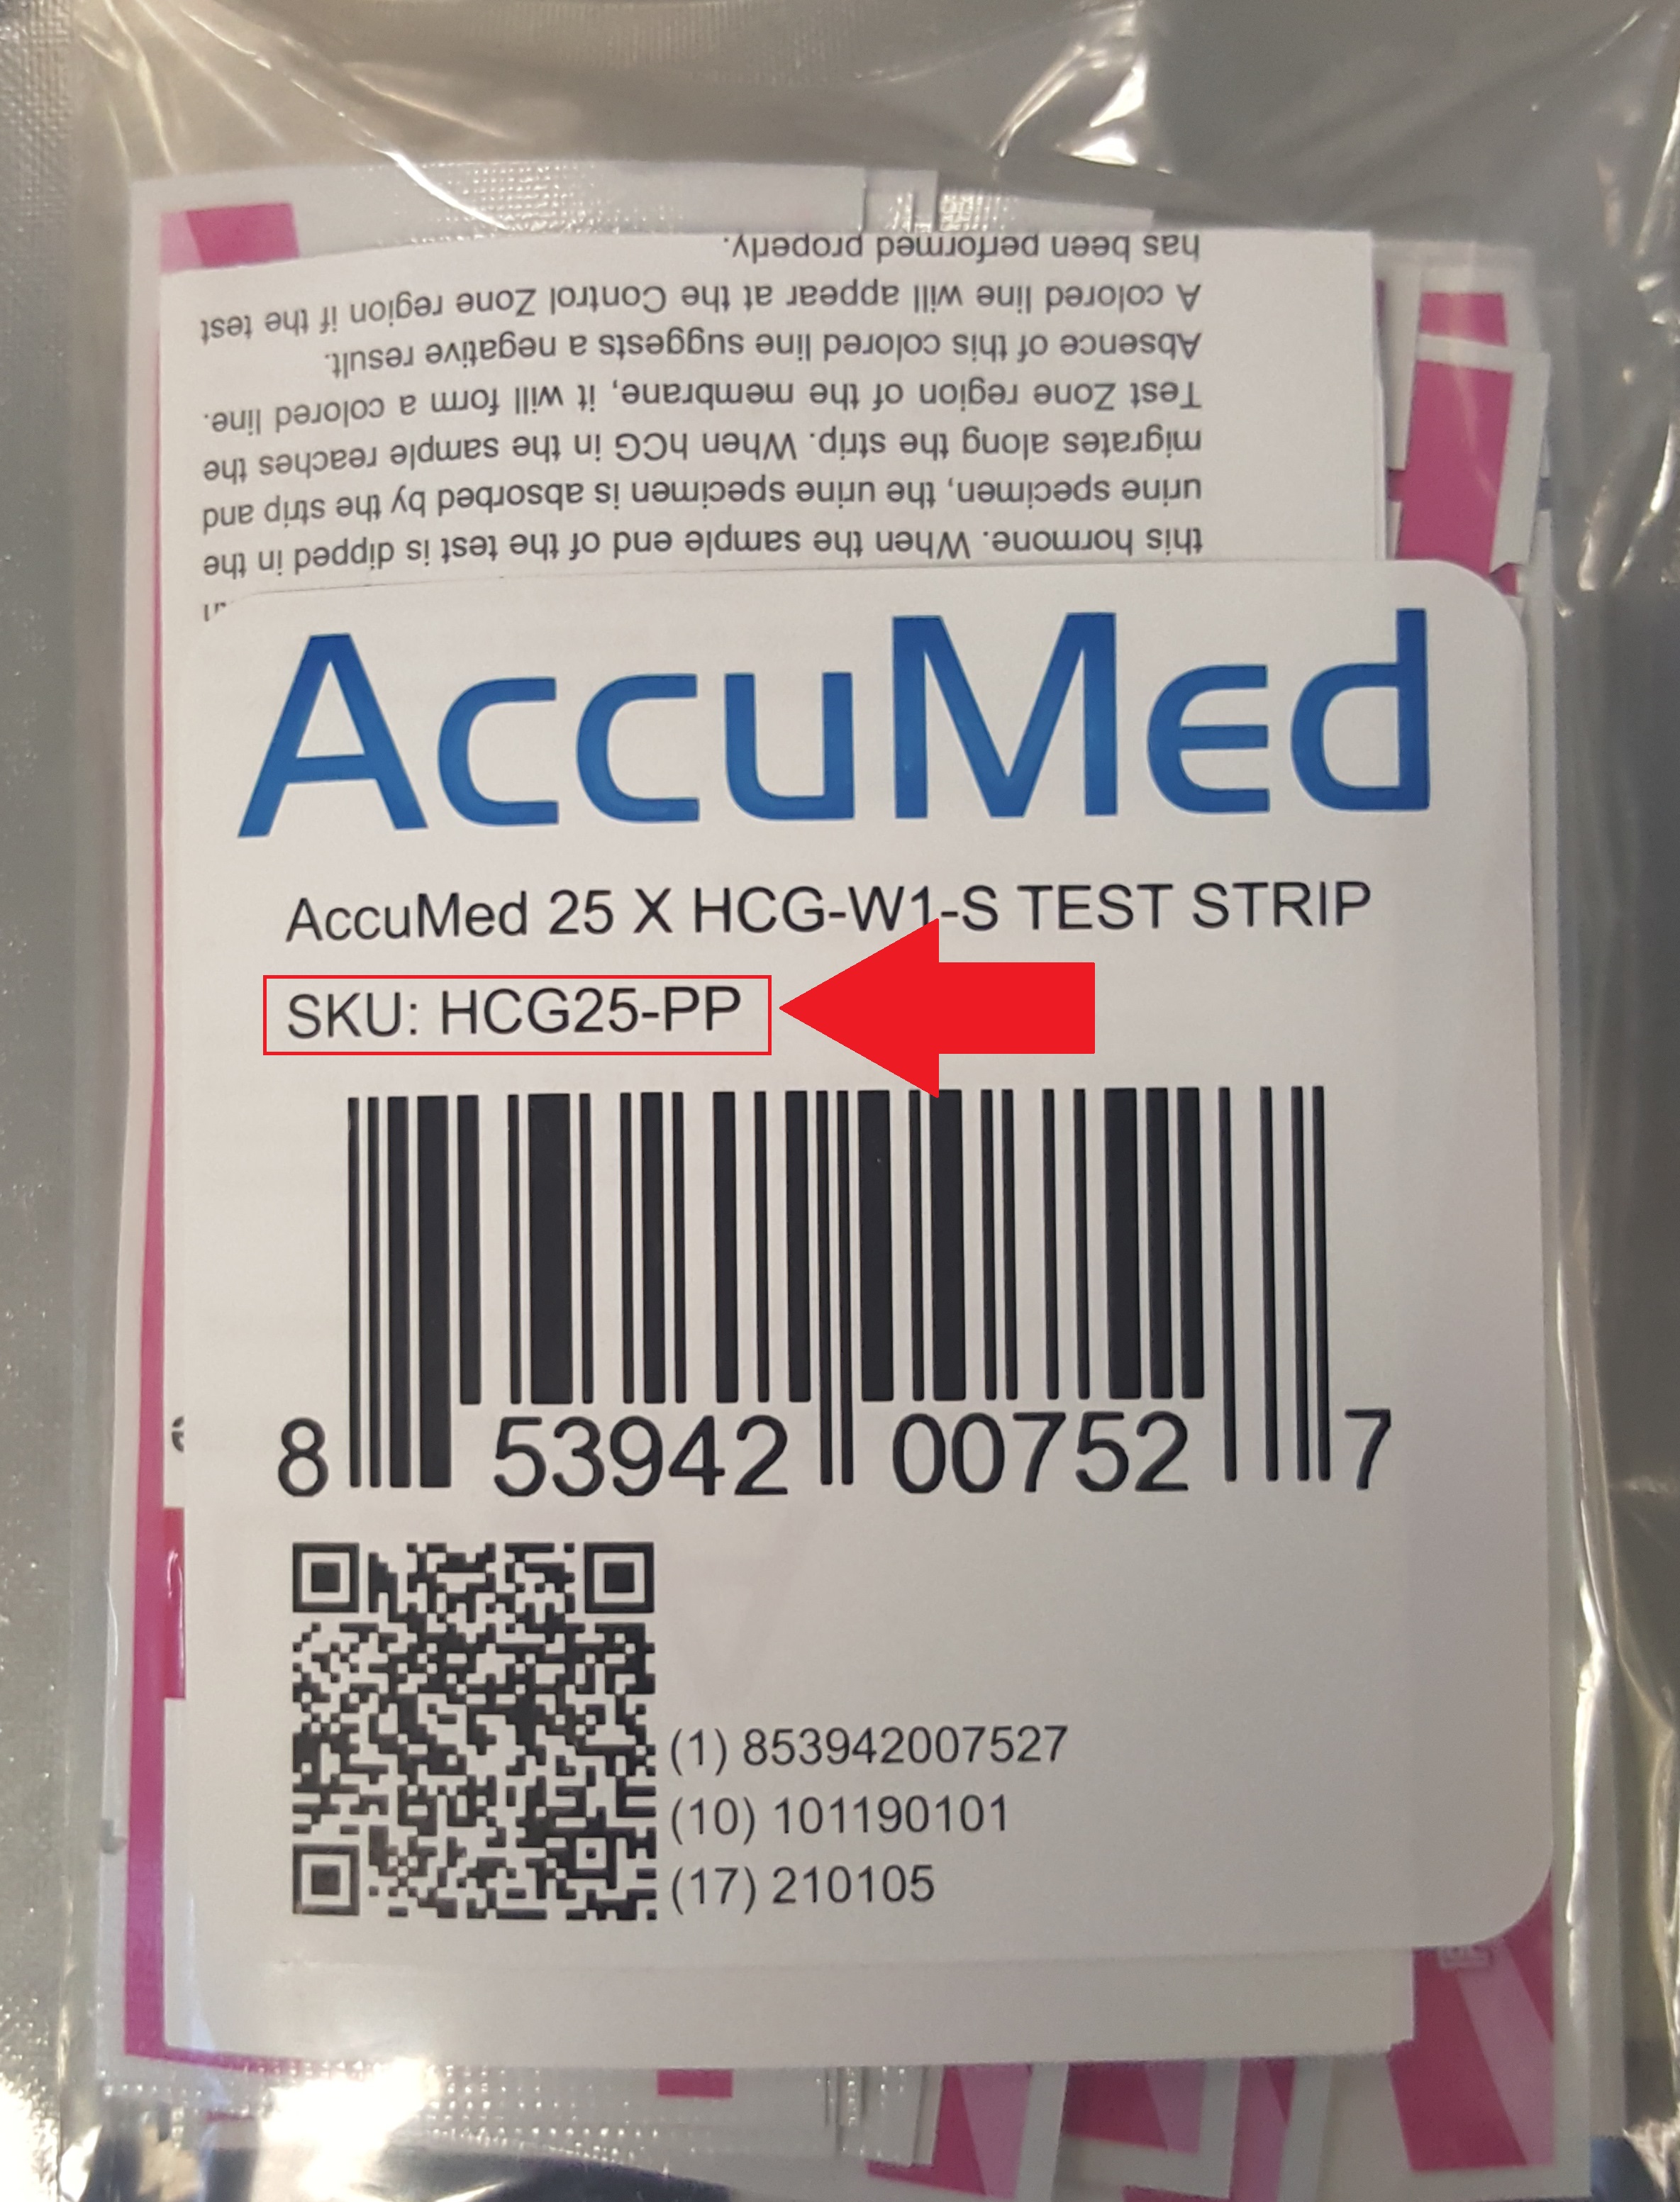 this hormone. When the sample end of the test is dipped in the
urine specimen, the urine specimen is absorbed by the strip and
migrates along the strip. When hCG in the sample reaches the
Test Zone region of the membrane, it will form a colored line.
Absence of this colored line suggests a negative result.
A colored line will appear at the Control Zone region if the test
has been performed properly.
AccuMed
AccuMed 25 X HCG-W1-S TEST STRIP
SKU: HCG25-PP
8 53942 00752 7
(1) 853942007527
(10) 101190101
(17) 210105